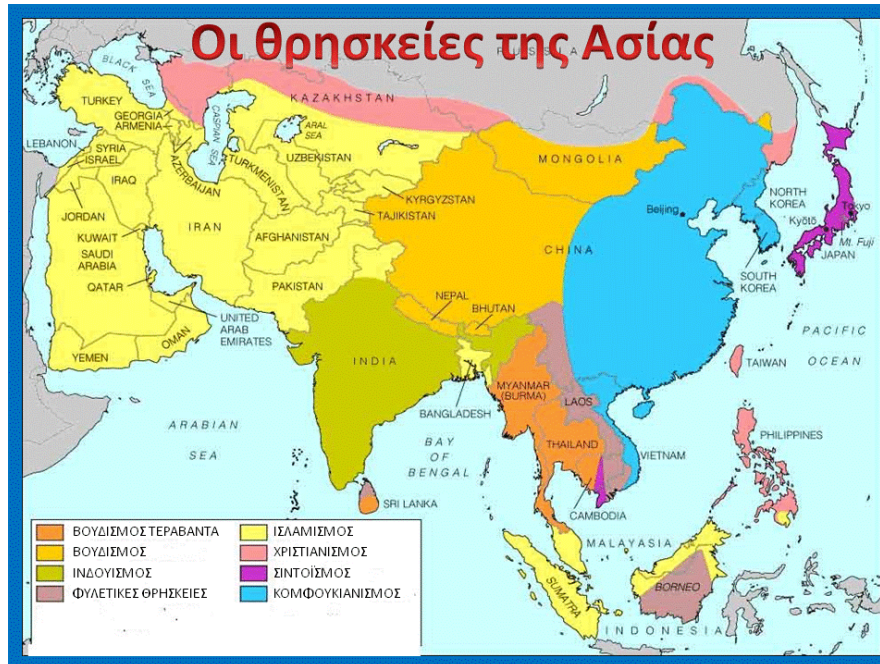 Οι θρησκείες της Ασίας
RUSSIA
BLACK SEA
KAZAKHSTAN
TURKEY
GEORGIA
ARMENIA
CASPIAN SEA
ARAL SEA
LEBANON
SYRIA
ISRAEL
AZERBAIJAN
TURKMENISTAN
UZBEKISTAN
MONGOLIA
IRAQ
KYRGYZSTAN
TAJIKISTAN
NORTH KOREA
Beijing
Tokyo
Kyōtō
Mt. Fuji
JAPAN
JORDAN
IRAN
KUWAIT
AFGHANISTAN
CHINA
SAUDI ARABIA
SOUTH KOREA
QATAR
PAKISTAN
NEPAL
BHUTAN
UNITED ARAB EMIRATES
OMAN
YEMEN
INDIA
PACIFIC OCEAN
TAIWAN
MYANMAR (BURMA)
LAOS
BANGLADESH
ARABIAN SEA
BAY OF BENGAL
THAILAND
VIETNAM
PHILIPPINES
SRI LANKA
CAMBODIA
MALAYASIA
SUMATRA
BORNEO
INDONESIA
ΒΟΥΔΙΣΜΟΣ ΤΕΡΑΒΑΝΤΑ
ΒΟΥΔΙΣΜΟΣ
ΙΝΔΟΥΙΣΜΟΣ
ΦΥΛΕΤΙΚΕΣ ΘΡΗΣΚΕΙΕΣ
ΙΣΛΑΜΙΣΜΟΣ
ΧΡΙΣΤΙΑΝΙΣΜΟΣ
ΣΙΝΤΟΪΣΜΟΣ
ΚΟΜΦΟΥΚΙΑΝΙΣΜΟΣ